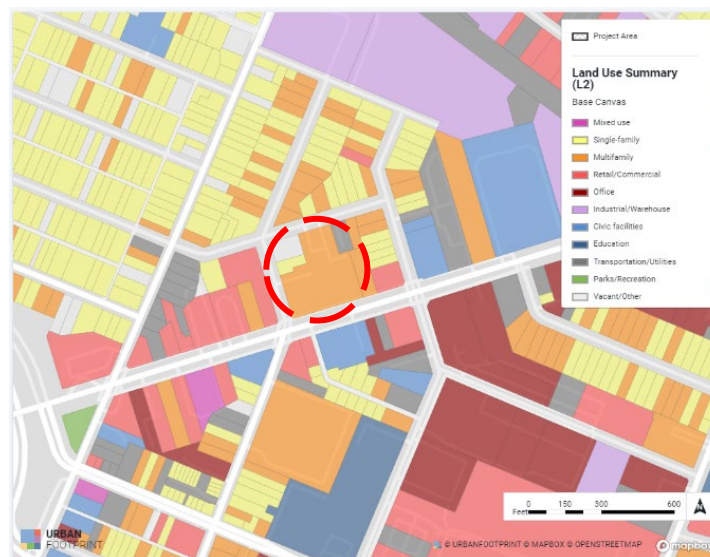 Project Area
Land Use Summary
(L2)
Base Canvas
Mixed use
Single-family
Multifamily
Retail/Commercial
Office
Industrial/Warehouse
Civic facilities
Education
Transportation/Utilities
Parks/Recreation
Vacant/Other
0 150 300 600
Feet
URBAN
FOOTPRINT
© URBANFOOTPRINT © MAPBOX © OPENSTREETMAP
mapbox